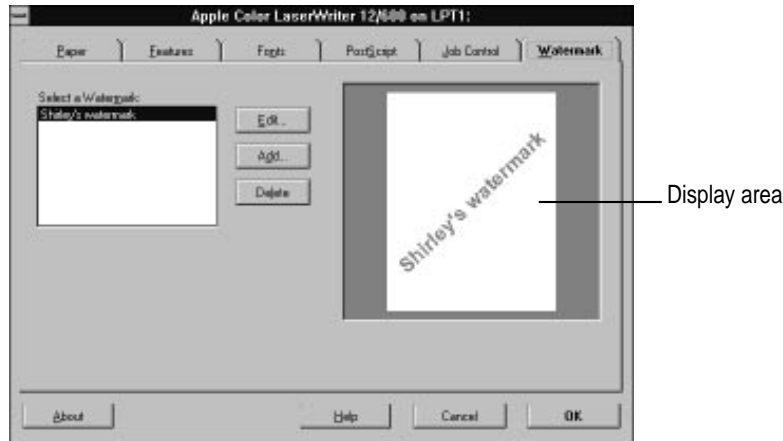 Apple Color LaserWriter 12/600 on LPT1:
Paper Features Fonts PostScript Job Control Watermark
Select a Watermark:
Shirley's watermark
Edit...
Add...
Delete
Shirley's watermark
Display area
About Help Cancel OK